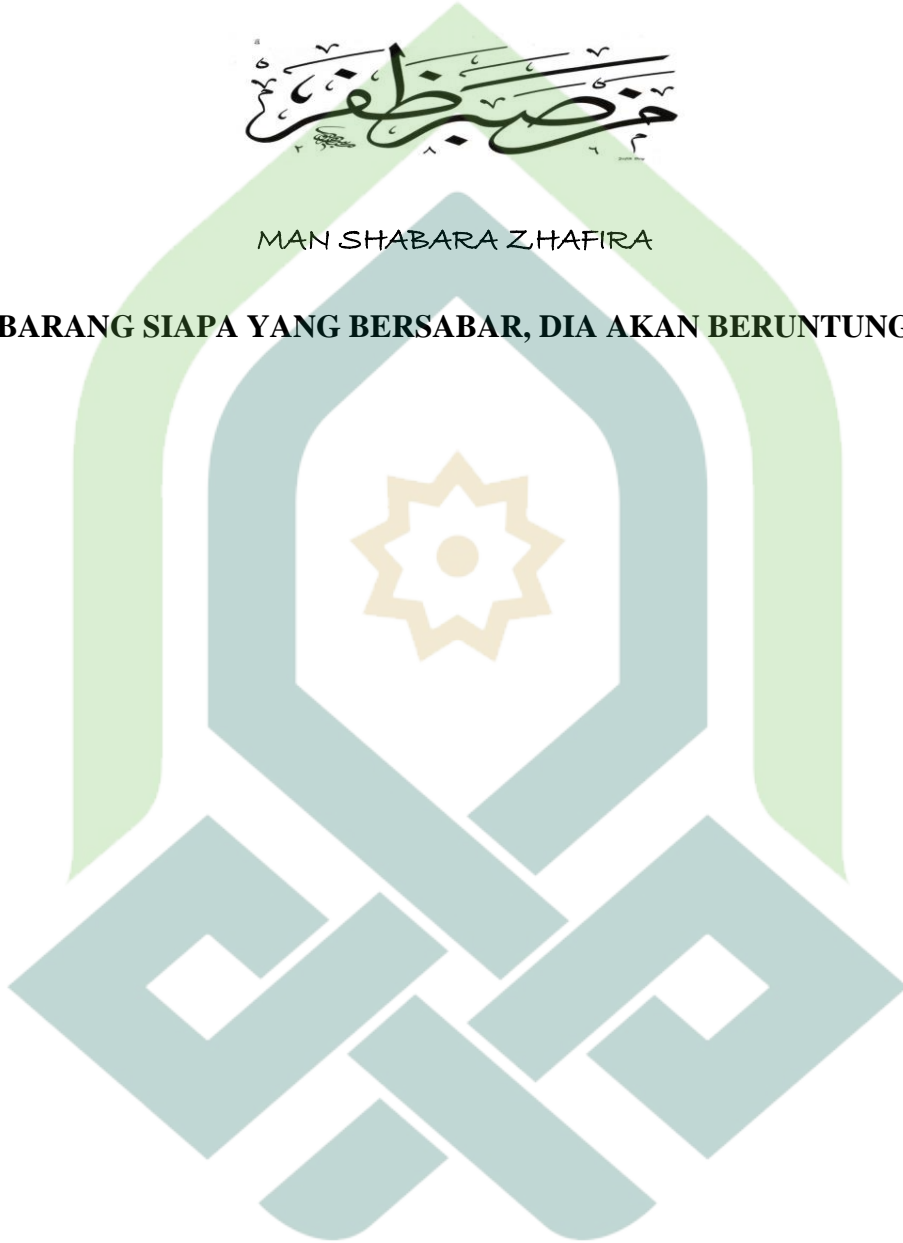 من صبر ظفر
MAN SHABARA ZHAFIRA
BARANG SIAPA YANG BERSABAR, DIA AKAN BERUNTUNG